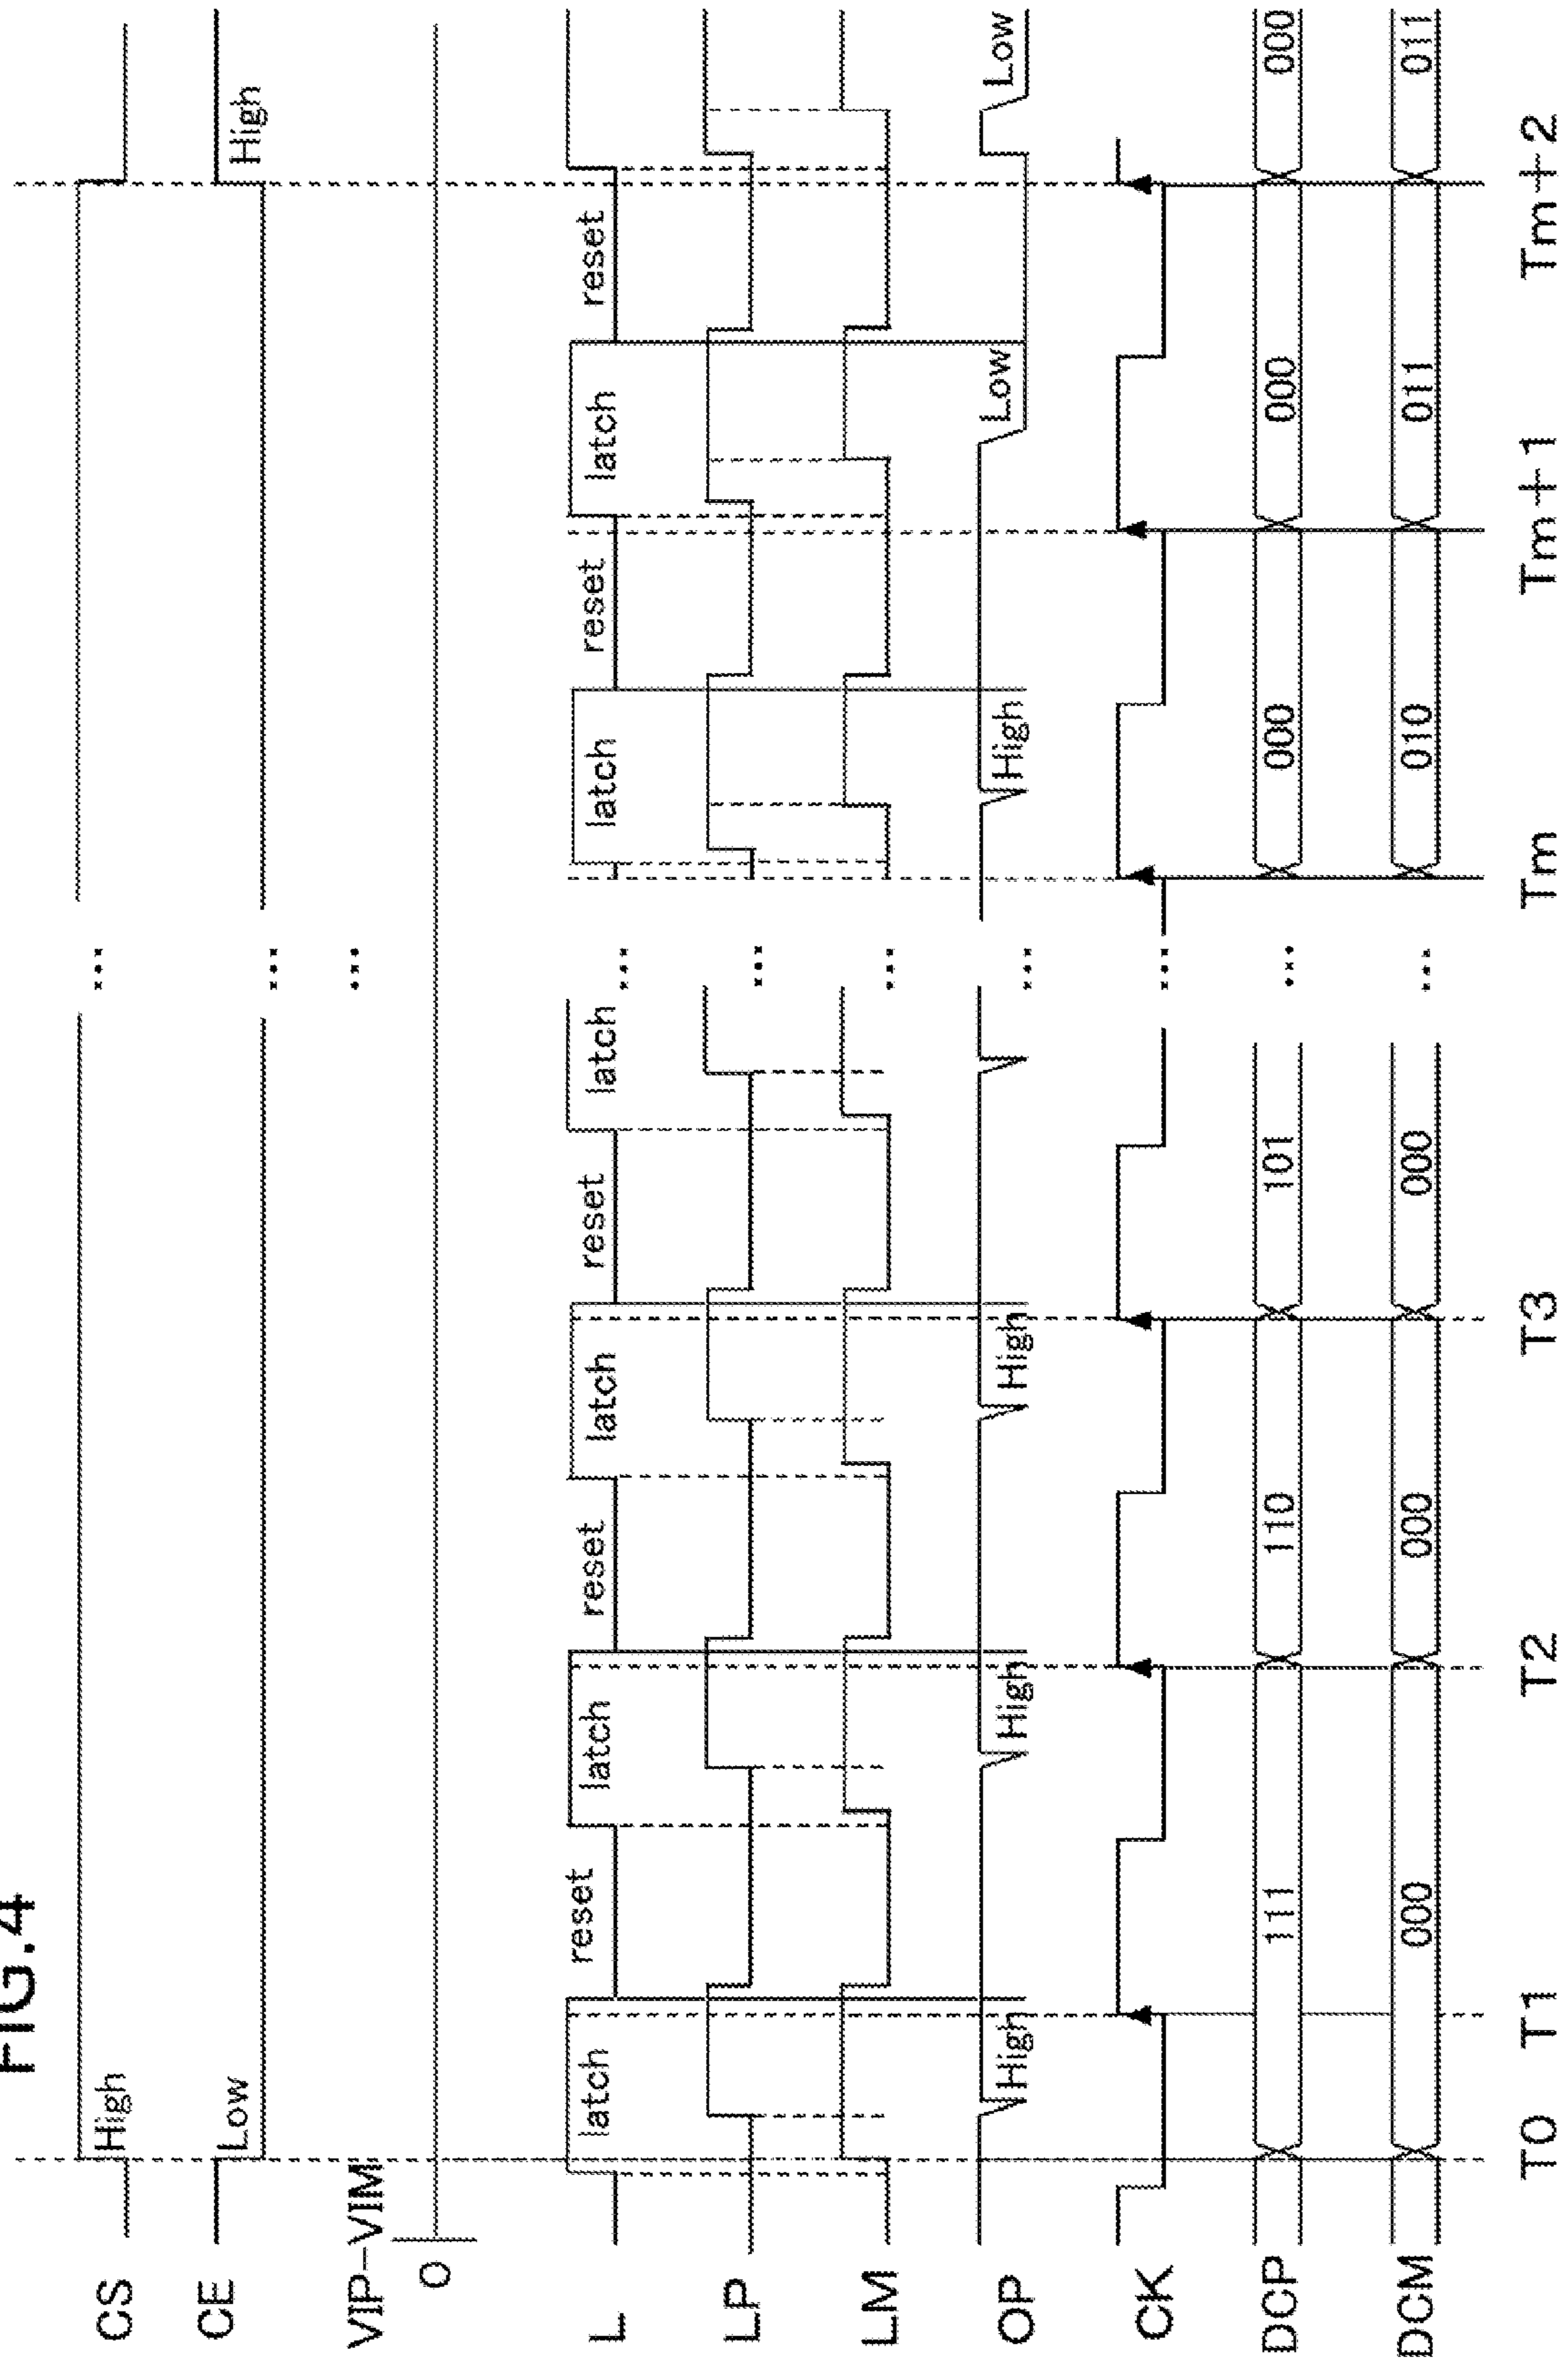 FIG.4
CS High
CE Low High
VIP-VIM
0
L latch reset latch reset latch reset latch ... latch reset latch reset
LP ...
LM ...
OP High High High High ... High Low Low
CK ...
DCP 111 110 101 ... 000 000 000
DCM 000 000 000 ... 010 011 011
T0 T1 T2 T3 Tm Tm+1 Tm+2